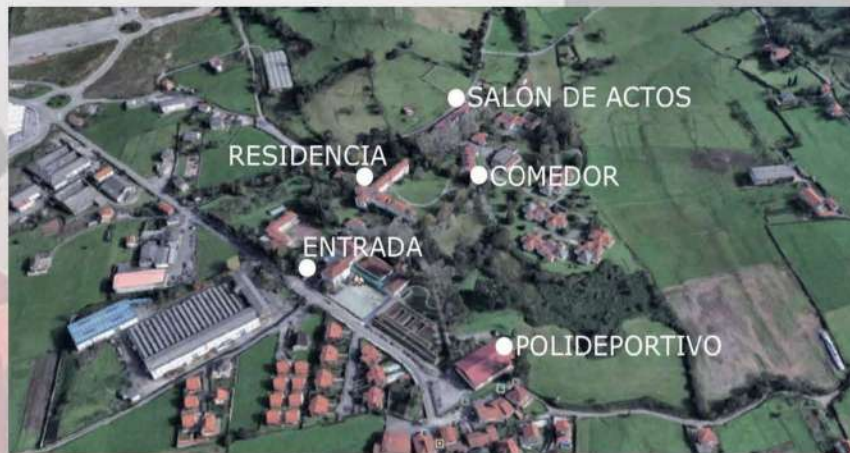 SALÓN DE ACTOS
RESIDENCIA
COMEDOR
ENTRADA
POLIDEPORTIVO